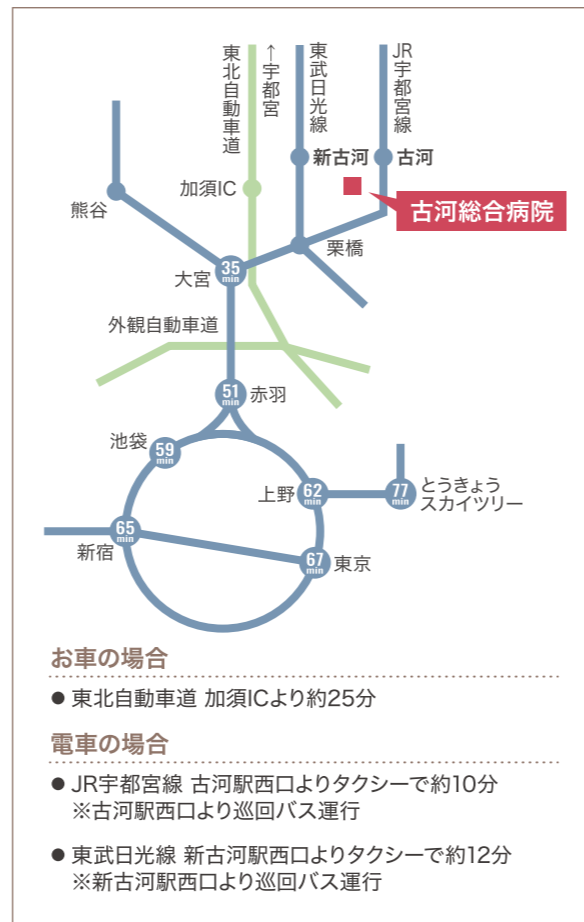 東北自動車道
↑宇都宮
東武日光線
JR宇都宮線
新古河
古河
加須IC
熊谷
古河総合病院
栗橋
大宮
35
min
外観自動車道
51
min
赤羽
池袋
59
min
上野
62
min
77
min
とうきょう
スカイツリー
65
min
新宿
67
min
東京
お車の場合
● 東北自動車道 加須ICより約25分
電車の場合
● JR宇都宮線 古河駅西口よりタクシーで約10分
※古河駅西口より巡回バス運行
● 東武日光線 新古河駅西口よりタクシーで約12分
※新古河駅西口より巡回バス運行